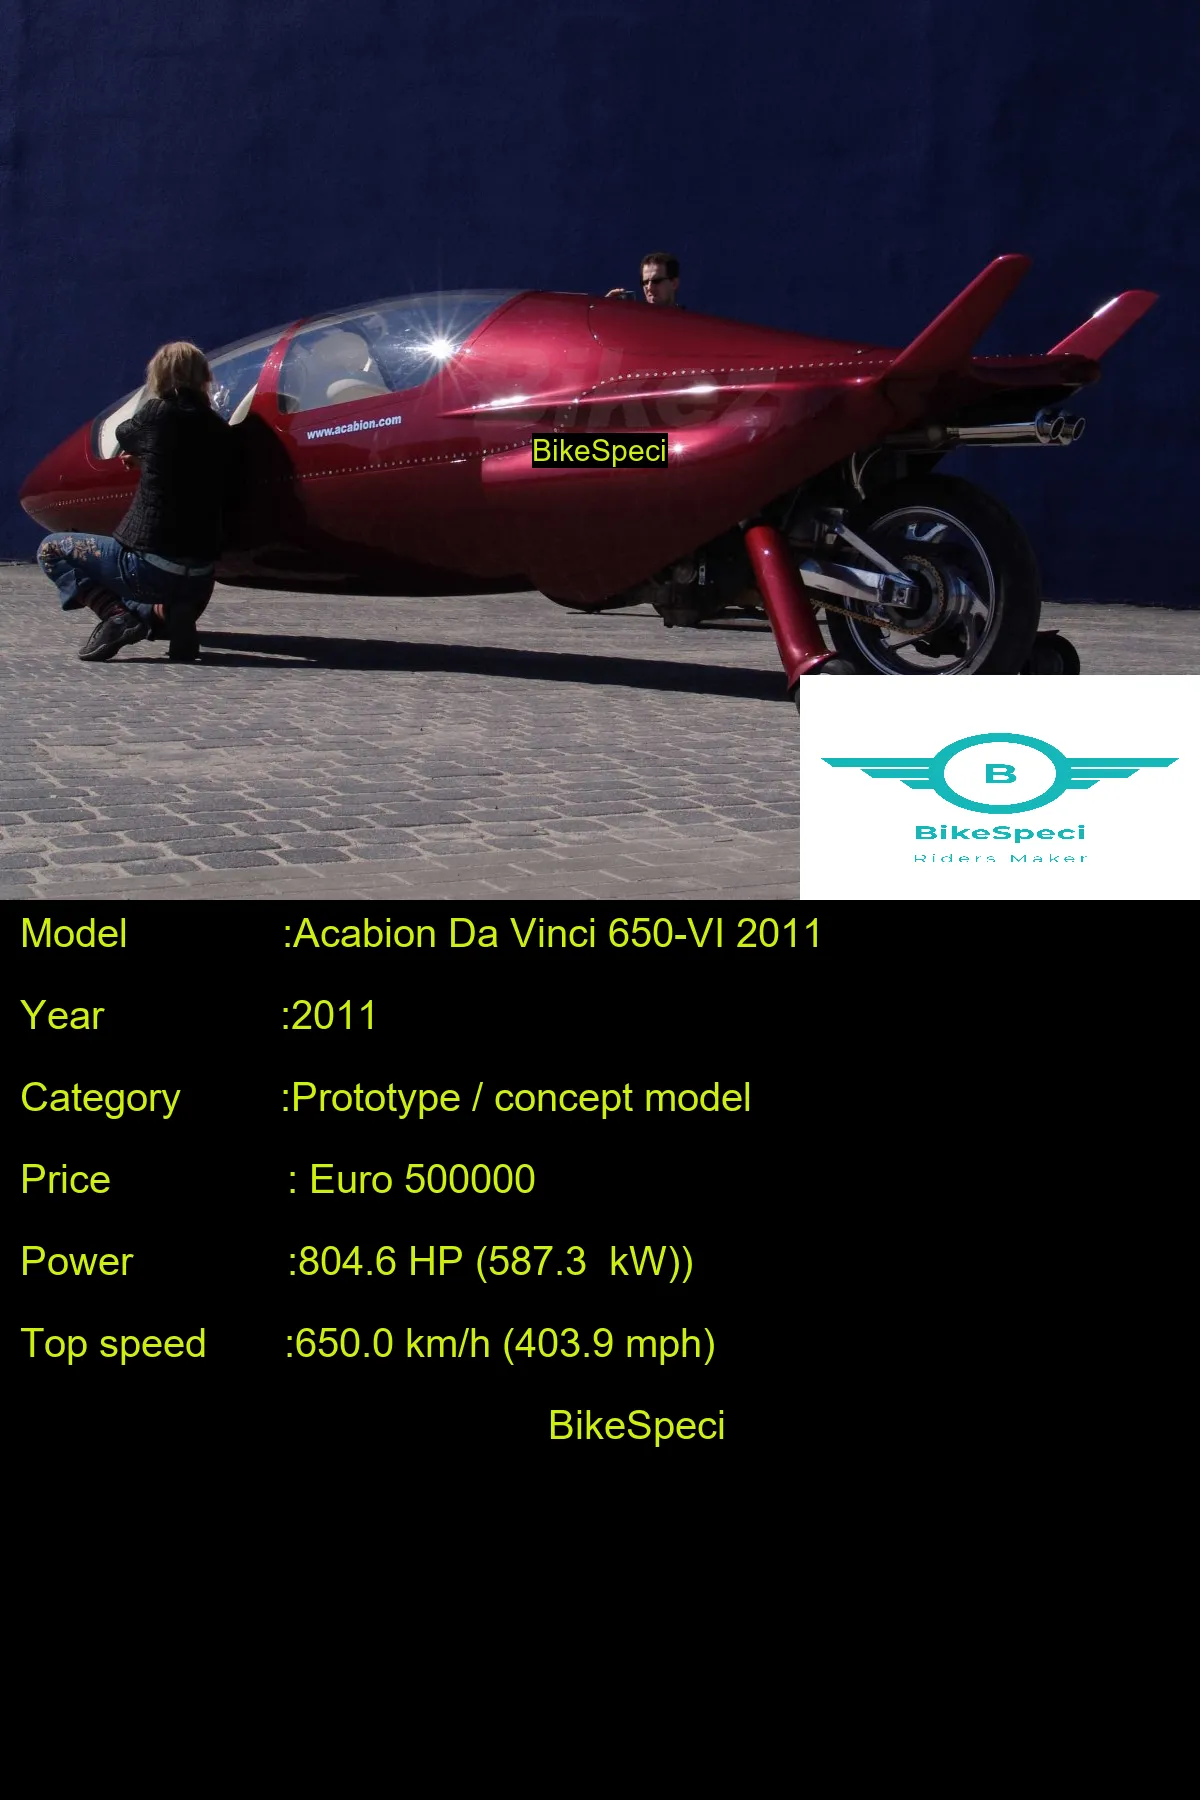 www.acabion.com
BikeSpeci
B
BikeSpeci
Riders Maker
Model :Acabion Da Vinci 650-VI 2011
Year :2011
Category :Prototype / concept model
Price : Euro 500000
Power :804.6 HP (587.3 kW))
Top speed :650.0 km/h (403.9 mph)
BikeSpeci